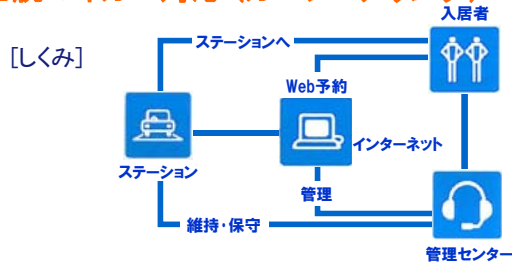 入居者
[しくみ]
ステーションへ
Web予約
インターネット
ステーション
管理
維持・保守
管理センター